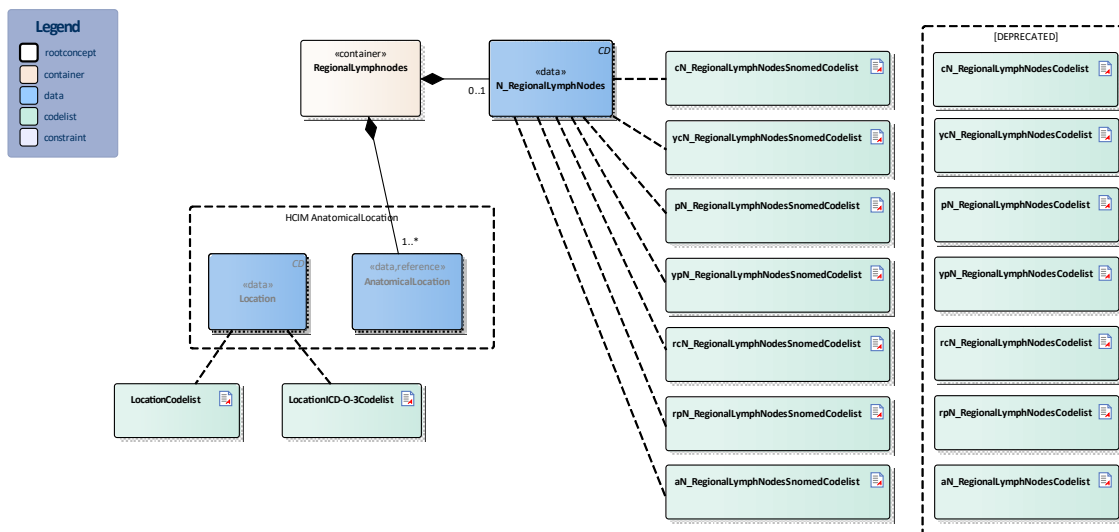 Legend
rootconcept
container
data
codelist
constraint
«container»
RegionalLymphnodes
0..1
CD
«data»
N_RegionalLymphNodes
HCIM AnatomicalLocation
1..*
CD
«data»
Location
«data,reference»
AnatomicalLocation
LocationCodelist
LocationICD-O-3Codelist
cN_RegionalLymphNodesSnomedCodelist
ycN_RegionalLymphNodesSnomedCodelist
pN_RegionalLymphNodesSnomedCodelist
ypN_RegionalLymphNodesSnomedCodelist
rcN_RegionalLymphNodesSnomedCodelist
rpN_RegionalLymphNodesSnomedCodelist
aN_RegionalLymphNodesSnomedCodelist
[DEPRECATED]
cN_RegionalLymphNodesCodelist
ycN_RegionalLymphNodesCodelist
pN_RegionalLymphNodesCodelist
ypN_RegionalLymphNodesCodelist
rcN_RegionalLymphNodesCodelist
rpN_RegionalLymphNodesCodelist
aN_RegionalLymphNodesCodelist